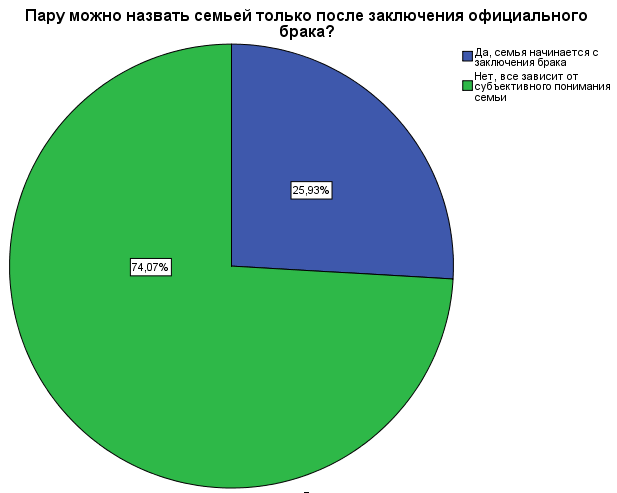 Пару можно назвать семьей только после заключения официального
брака?
Да, семья начинается с
заключения брака
Нет, все зависит от
субъективного понимания
семьи
25,93%
74,07%